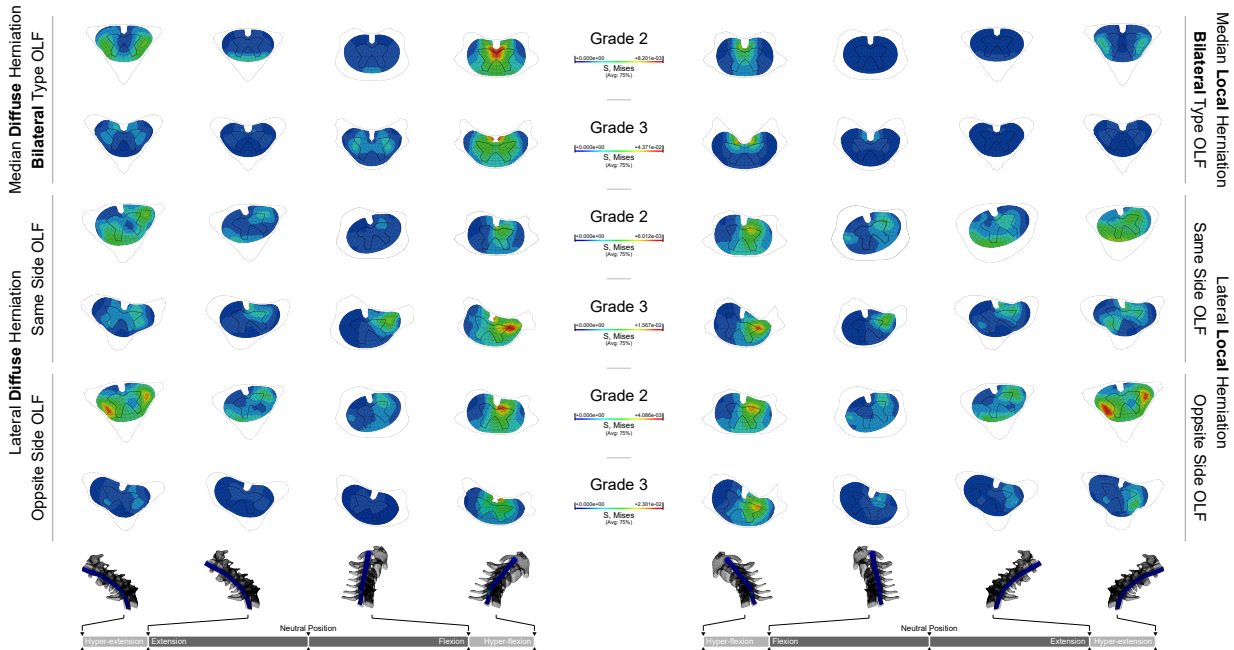 Median Diffuse Herniation
Bilateral Type OLF
Lateral Diffuse Herniation
Same Side OLF
Oppsite Side OLF
Grade 2
+0.000e+00 +8.201e-03
S, Mises
(Avg: 75%)
Grade 3
+0.000e+00 +4.371e-02
S, Mises
(Avg: 75%)
Grade 2
+0.000e+00 +6.012e-03
S, Mises
(Avg: 75%)
Grade 3
+0.000e+00 +1.567e-02
S, Mises
(Avg: 75%)
Grade 2
+0.000e+00 +4.086e-03
S, Mises
(Avg: 75%)
Grade 3
+0.000e+00 +2.301e-02
S, Mises
(Avg: 75%)
Median Local Herniation
Bilateral Type OLF
Lateral Local Herniation
Same Side OLF
Oppsite Side OLF
Neutral Position
Hyper-extension Extension Flexion Hyper-flexion
Neutral Position
Hyper-flexion Flexion Extension Hyper-extension